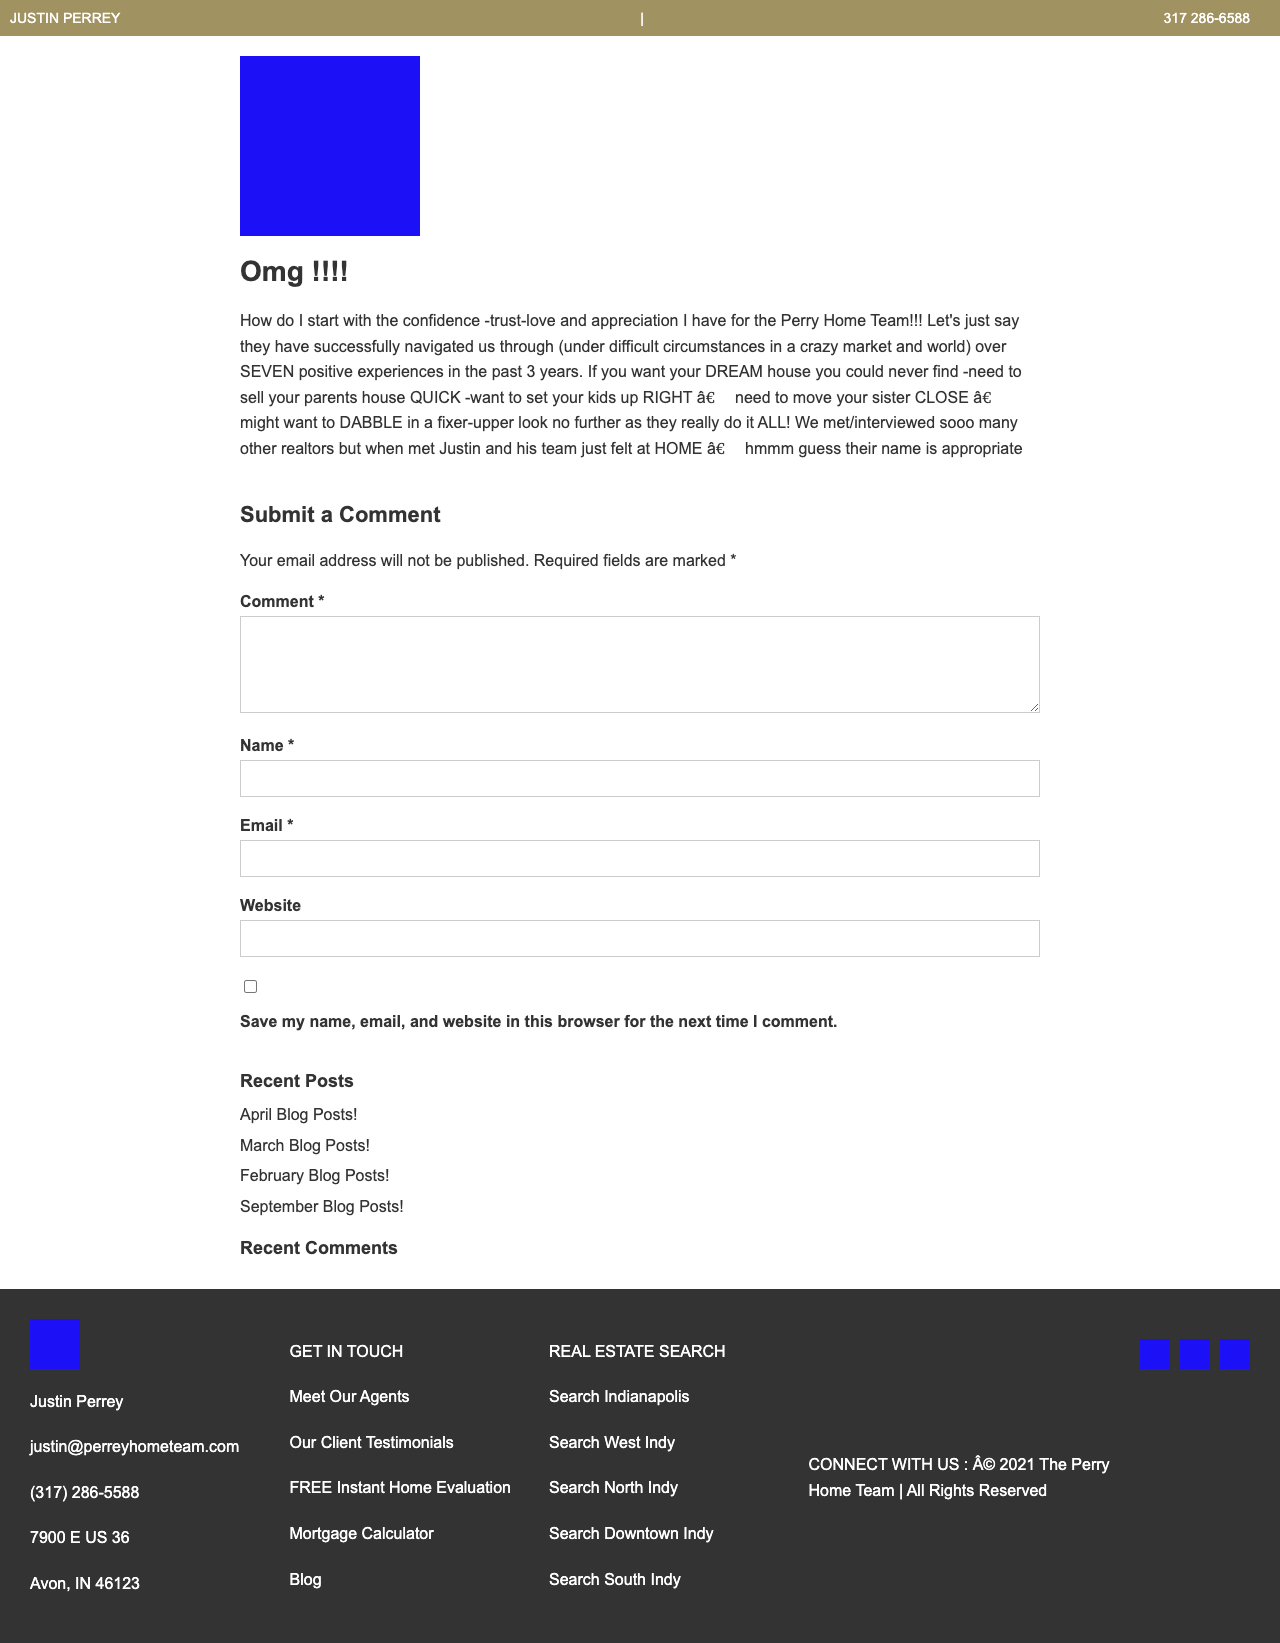 JUSTIN PERREY
|
317 286-6588
Omg !!!!
How do I start with the confidence -trust-love and appreciation I have for the Perry Home Team!!! Let's just say
they have successfully navigated us through (under difficult circumstances in a crazy market and world) over
SEVEN positive experiences in the past 3 years. If you want your DREAM house you could never find -need to
sell your parents house QUICK -want to set your kids up RIGHT â€ need to move your sister CLOSE â€
might want to DABBLE in a fixer-upper look no further as they really do it ALL! We met/interviewed sooo many
other realtors but when met Justin and his team just felt at HOME â€ hmmm guess their name is appropriate
Submit a Comment
Your email address will not be published. Required fields are marked *
Comment *
Name *
Email *
Website
Save my name, email, and website in this browser for the next time I comment.
Recent Posts
April Blog Posts!
March Blog Posts!
February Blog Posts!
September Blog Posts!
Recent Comments
Justin Perrey
justin@perreyhometeam.com
(317) 286-5588
7900 E US 36
Avon, IN 46123
GET IN TOUCH
Meet Our Agents
Our Client Testimonials
FREE Instant Home Evaluation
Mortgage Calculator
Blog
REAL ESTATE SEARCH
Search Indianapolis
Search West Indy
Search North Indy
Search Downtown Indy
Search South Indy
CONNECT WITH US : Â© 2021 The Perry
Home Team | All Rights Reserved